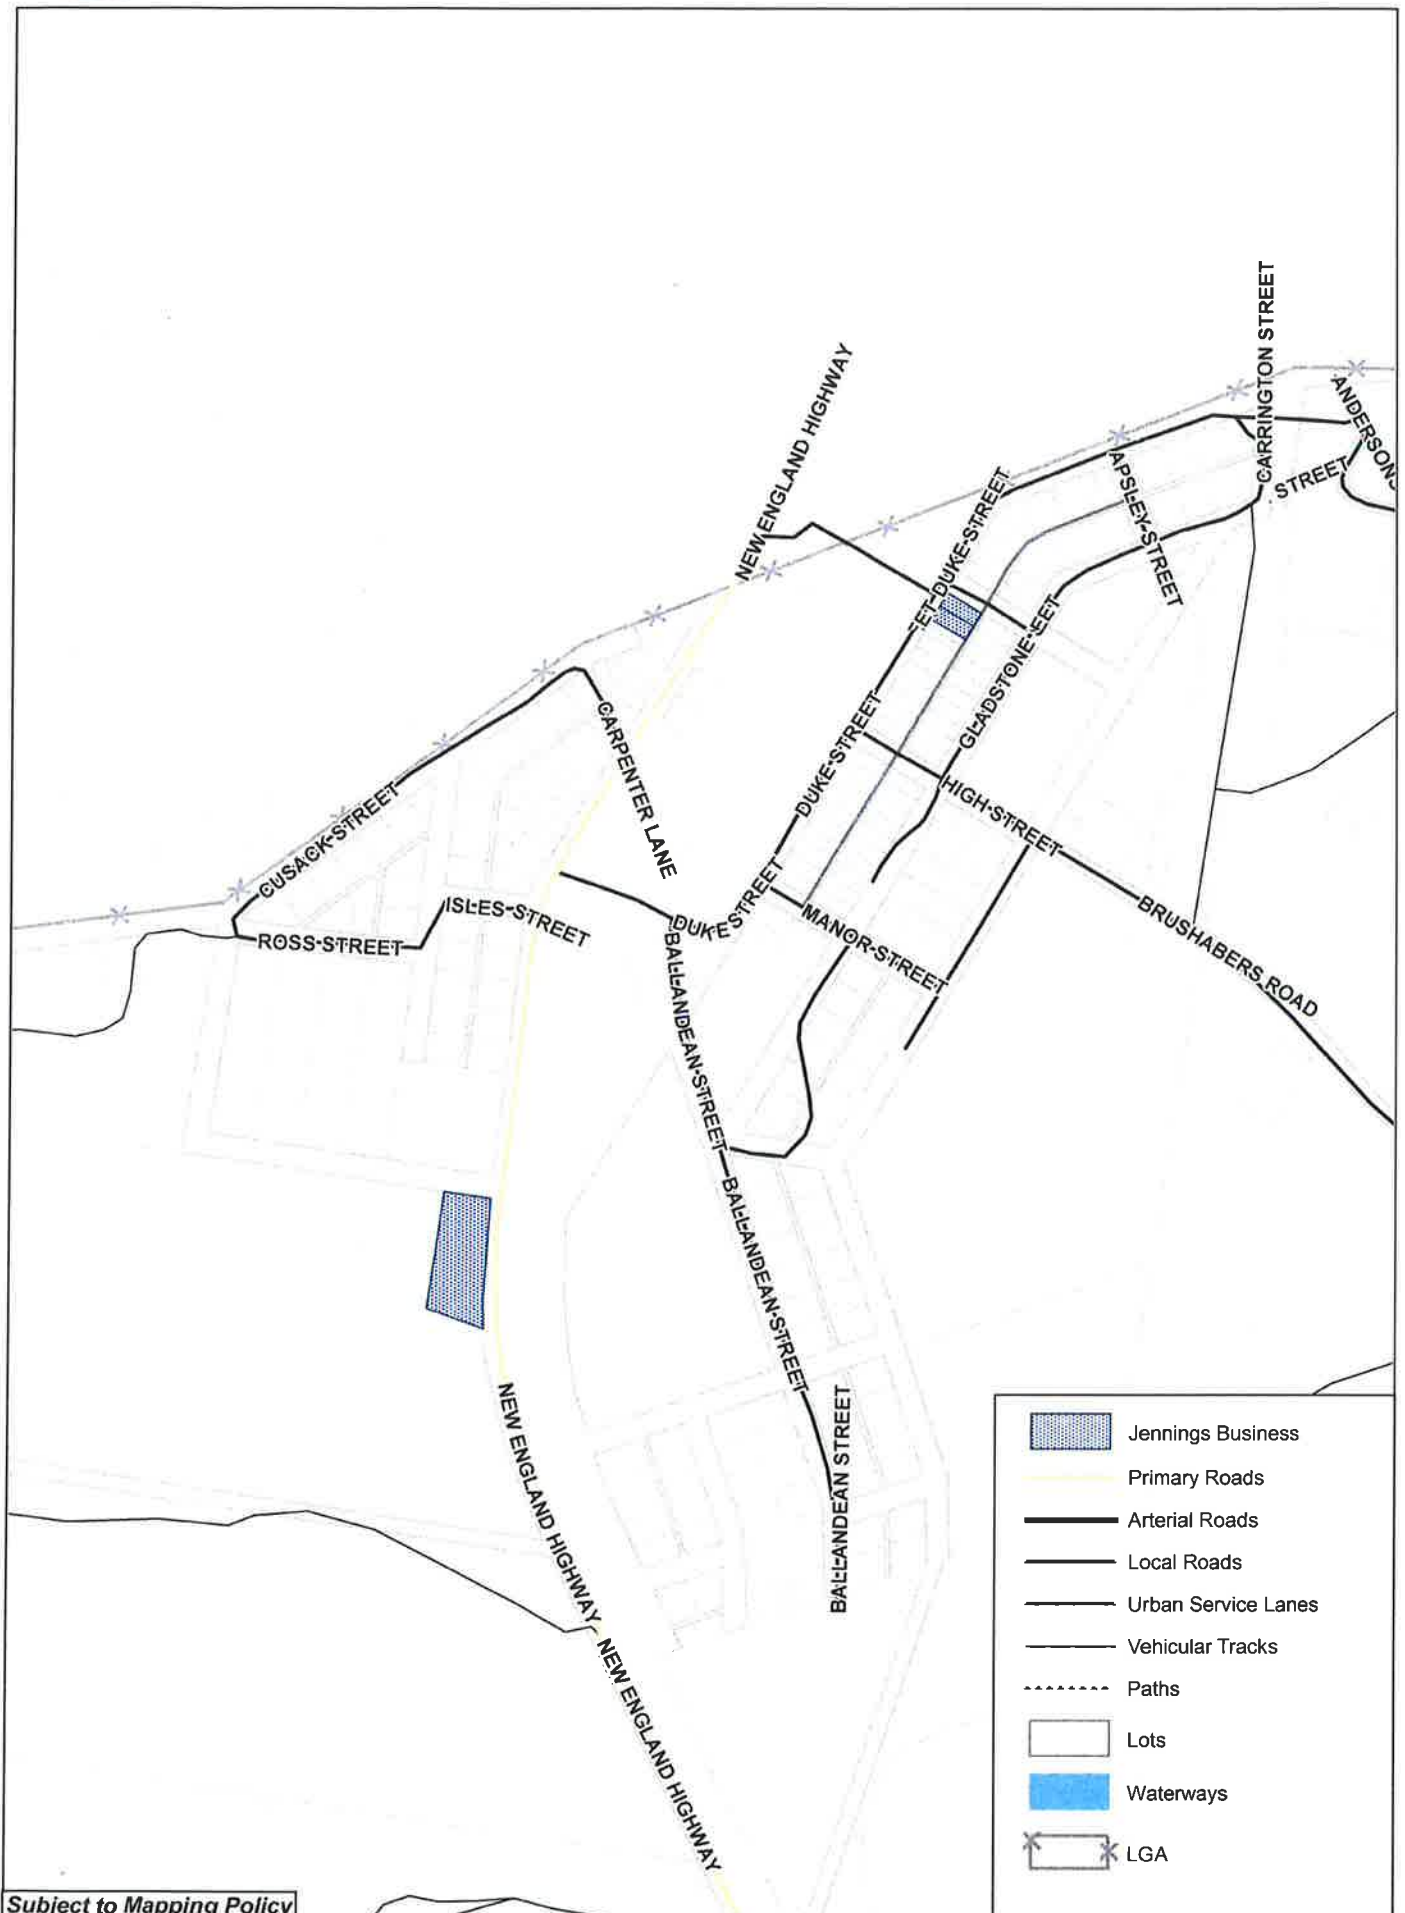 CARRINGTON STREET
NEW ENGLAND HIGHWAY
ANDERSONS
STREET
APSLEY STREET
DUKE STREET
GLADSTONE
DUKE STREET
CARPENTER LANE
HIGH STREET
CUSACK STREET
DUKE STREET
ISLES STREET
ROSS STREET
MANOR STREET
BRUSHABERS ROAD
BALLANDEAN STREET
BALLANDEAN STREET
NEW ENGLAND HIGHWAY
BALLANDEAN STREET
NEW ENGLAND HIGHWAY
Jennings Business
Primary Roads
Arterial Roads
Local Roads
Urban Service Lanes
Vehicular Tracks
Paths
Lots
Waterways
LGA
Subject to Mapping Policy